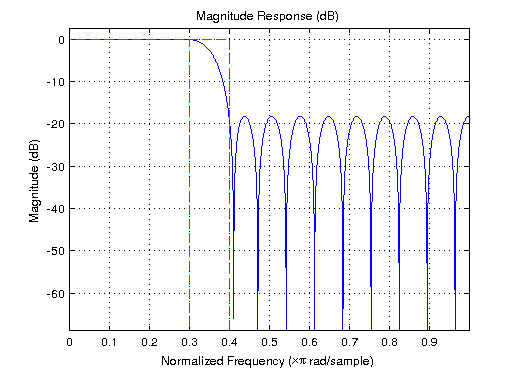 Magnitude Response (dB)
Magnitude (dB)
0
-10
-20
-30
-40
-50
-60
0 0.1 0.2 0.3 0.4 0.5 0.6 0.7 0.8 0.9
Normalized Frequency (×π rad/sample)